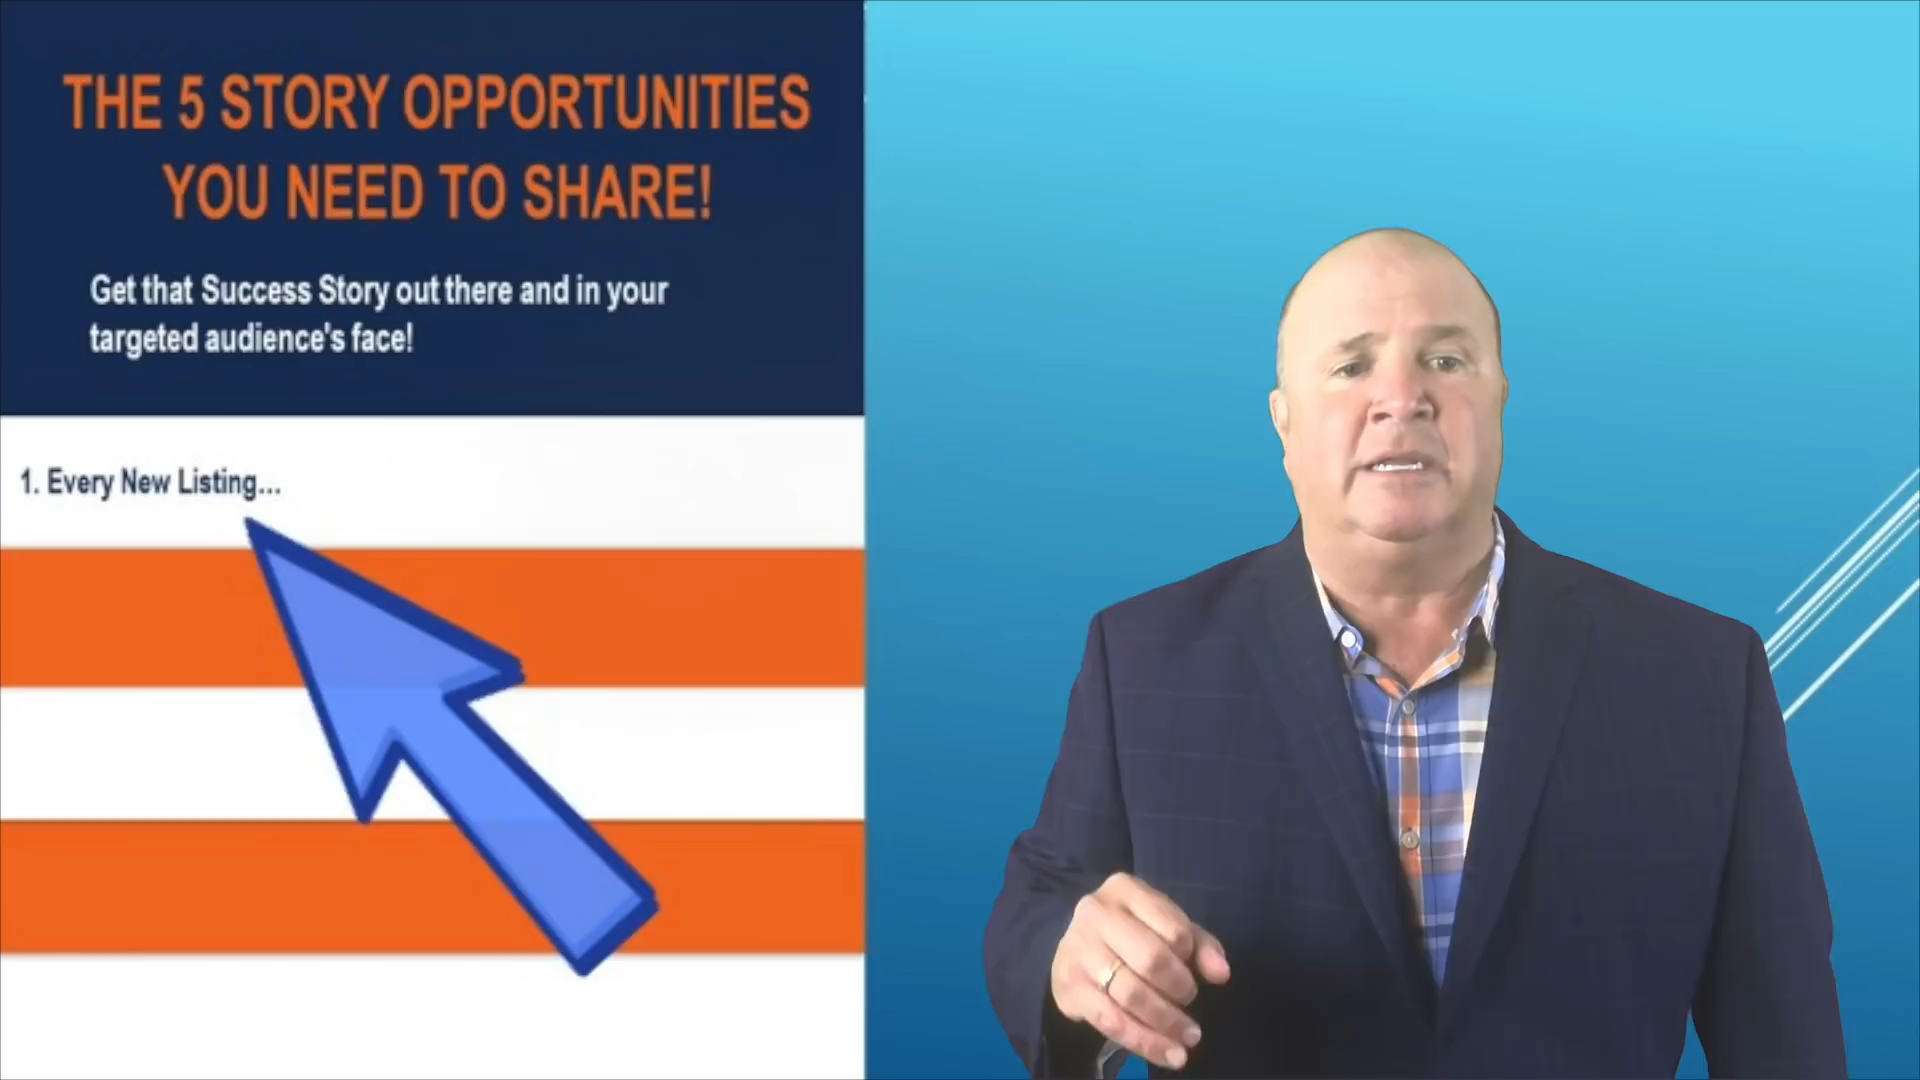 THE 5 STORY OPPORTUNITIES
YOU NEED TO SHARE!
Get that Success Story out there and in your
targeted audience's face!
1. Every New Listing...